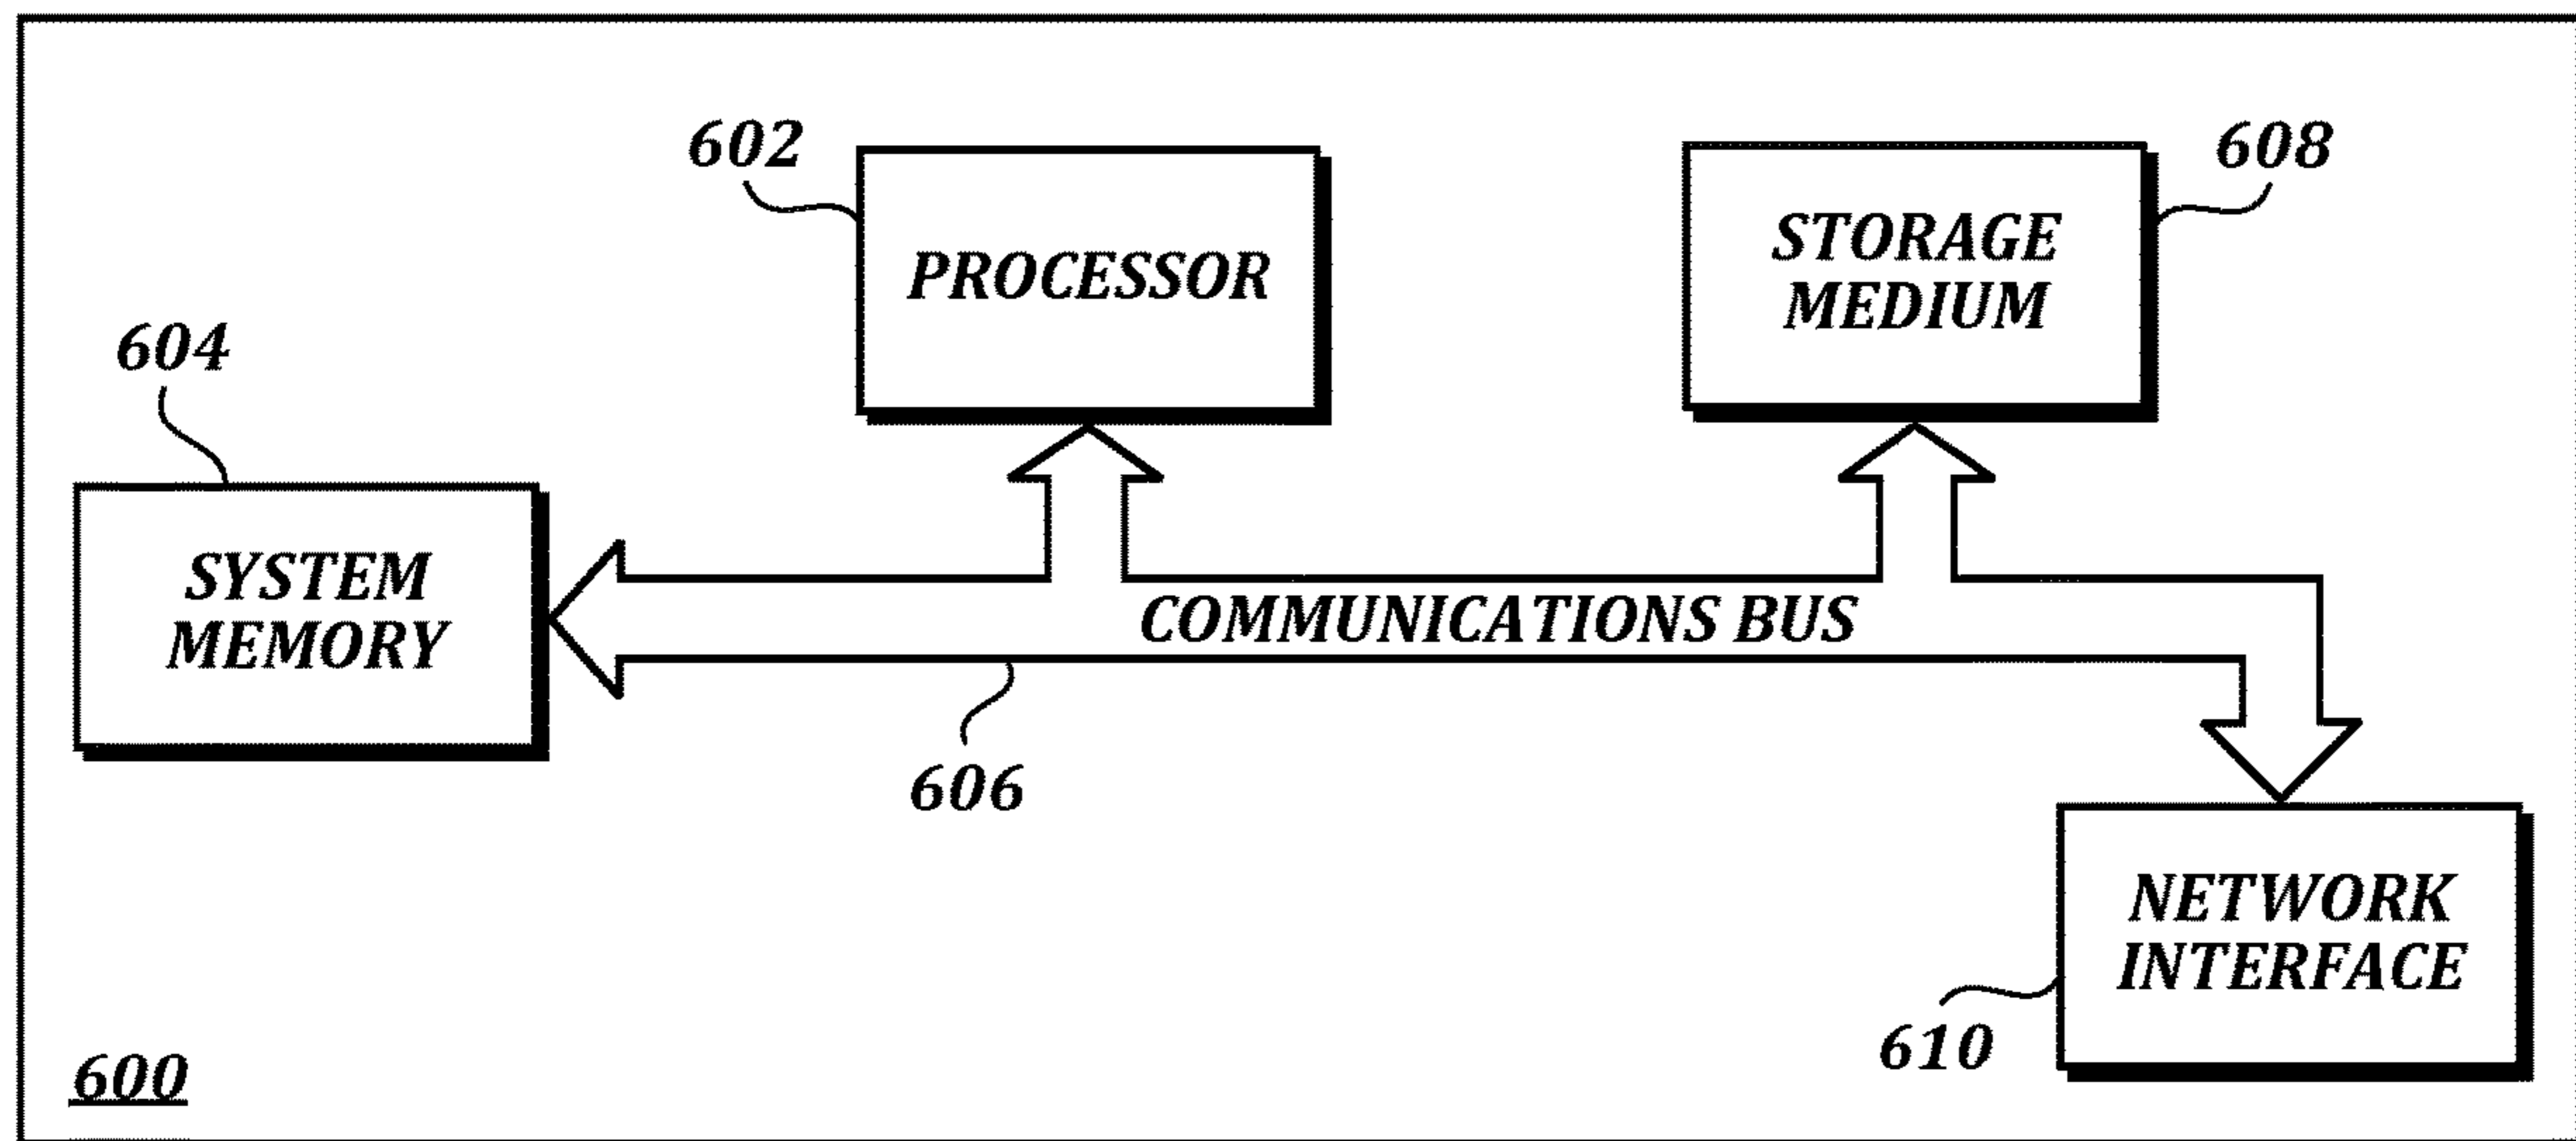 602
608
PROCESSOR
STORAGE
MEDIUM
604
SYSTEM
MEMORY
COMMUNICATIONS BUS
606
NETWORK
INTERFACE
610
600